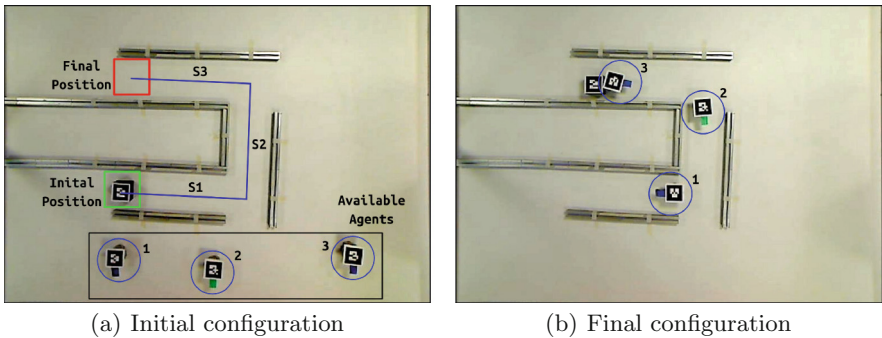 Final
Position
S3
S2
Inital
Position
S1
Available
Agents
1
2
3
3
2
1
(a) Initial configuration
(b) Final configuration